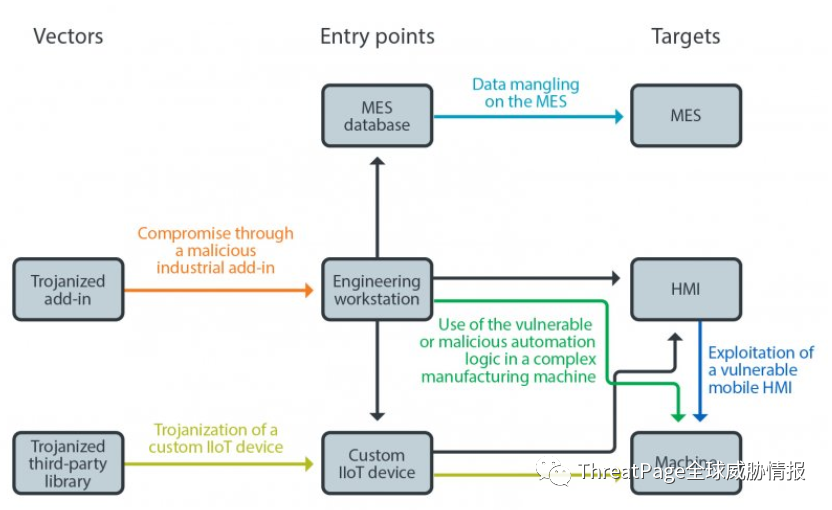 Vectors
Entry points
Targets
MES
database
Data mangling
on the MES
MES
Compromise through
a malicious
industrial add-in
Trojanized
add-in
Engineering
workstation
HMI
Use of the vulnerable
or malicious automation
logic in a complex
manufacturing machine
Exploitation of
a vulnerable
mobile HMI
Trojanization of a
custom IIoT device
Trojanized
third-party
library
Custom
IIoT device
Machine
ThreatPage全球威胁情报